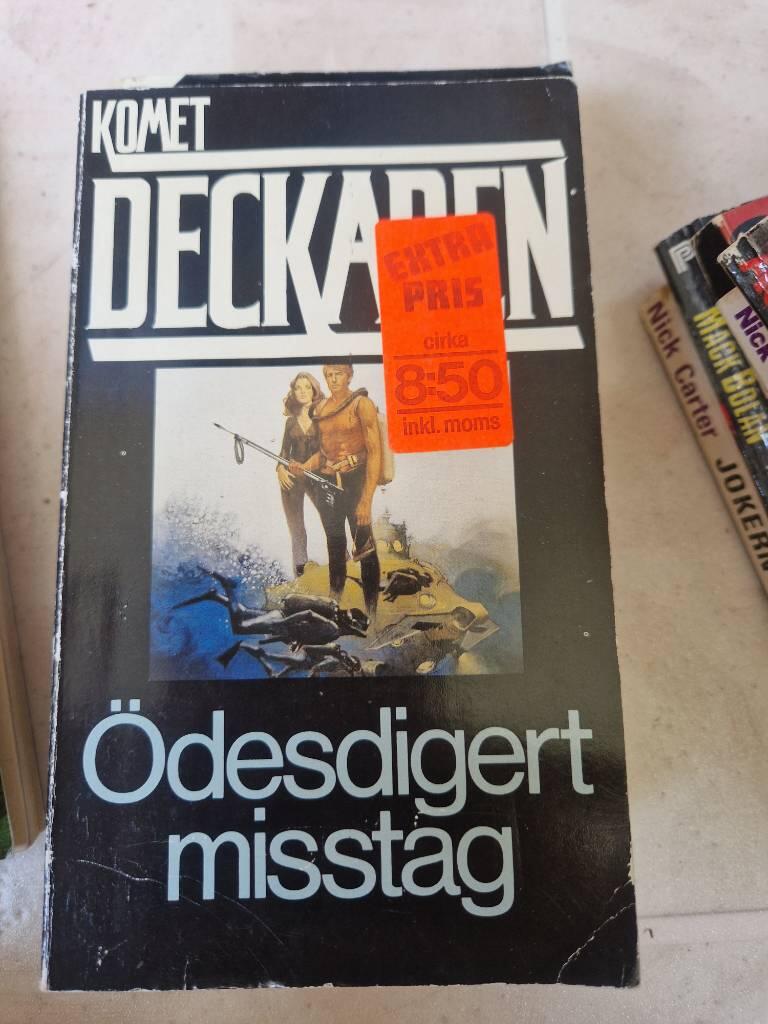 KOMET
DECKAREN
EXTRA
PRIS
cirka
8:50
inkl. moms
Ödesdigert
misstag
Nick Carter JOKERN
MACK BOLAN
Nick